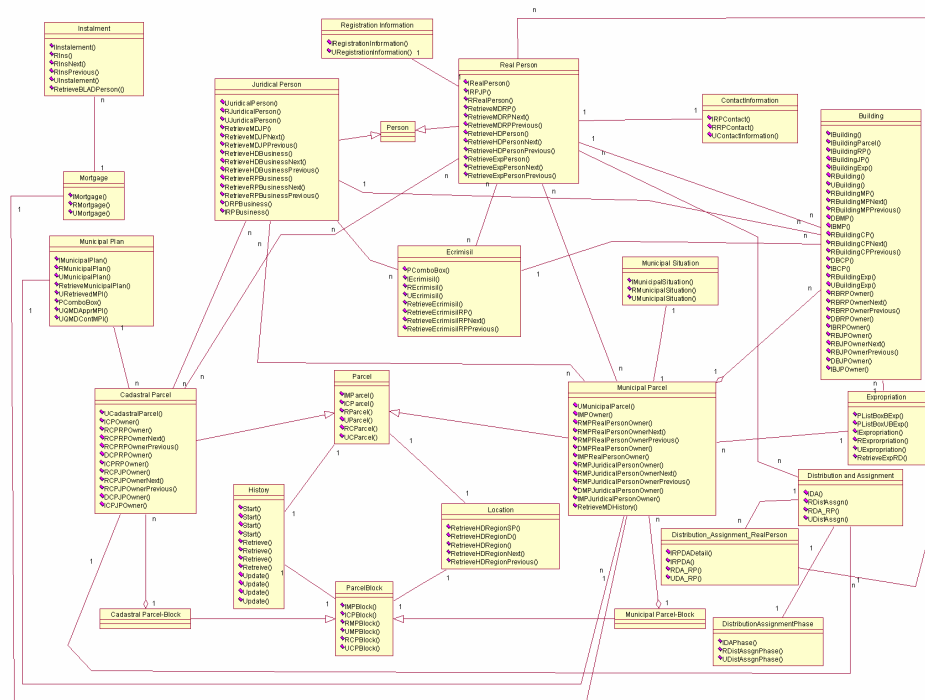 Instalment
IInstalement()
RIns()
RInsNext()
RInsPrevious()
UInstalement()
RetrieveBLADPerson()
Mortgage
IMortgage()
RMortgage()
UMortgage()
Municipal Plan
IMunicipalPlan()
RMunicipalPlan()
UMunicipalPlan()
RetrieveMunicipalPlan()
URetrievedMPI()
PComboBox()
UQMDApprMPI()
UQMDContMPI()
Juridical Person
IJuridicalPerson()
RJuridicalPerson()
UJuridicalPerson()
RetrieveMDJP()
RetrieveMDJPNext()
RetrieveMDJPPrevious()
RetrieveHDBusiness()
RetrieveHDBusinessNext()
RetrieveHDBusinessPrevious()
RetrieveRPBusiness()
RetrieveRPBusinessNext()
RetrieveRPBusinessPrevious()
DRPBusiness()
IRPBusiness()
Registration Information
IRegistrationInformation()
URegistrationInformation()
Person
Real Person
IRealPerson()
IRPJP()
RRealPerson()
RetrieveMDRP()
RetrieveMDRPNext()
RetrieveMDRPPrevious()
RetrieveHDPerson()
RetrieveHDPersonNext()
RetrieveHDPersonPrevious()
RetrieveExpPerson()
RetrieveExpPersonNext()
RetrieveExpPersonPrevious()
ContactInformation
IRPContact()
RRPContact()
UContactInformation()
Building
IBuilding()
IBuildingParcel()
IBuildingRP()
IBuildingJP()
IBuildingExp()
RBuilding()
UBuilding()
RBuildingMP()
RBuildingMPNext()
RBuildingMPPrevious()
DBMP()
IBMP()
RBuildingCP()
RBuildingCPNext()
RBuildingCPPrevious()
DBCP()
IBCP()
RBuildingExp()
UBuildingExp()
RBRPOwner()
RBRPOwnerNext()
RBRPOwnerPrevious()
DBRPOwner()
IBRPOwner()
RBJPOwner()
RBJPOwnerNext()
RBJPOwnerPrevious()
DBJPOwner()
IBJPOwner()
Ecrimisil
PComboBox()
IEcrimisil()
REcrimisil()
UEcrimisil()
RetrieveEcrimisil()
RetrieveEcrimisilRP()
RetrieveEcrimisilRPNext()
RetrieveEcrimisilRPPrevious()
Municipal Situation
IMunicipalSituation()
RMunicipalSituation()
UMunicipalSituation()
Cadastral Parcel
UCadastralParcel()
ICPOwner()
RCPRPOwner()
RCPRPOwnerNext()
RCPRPOwnerPrevious()
DCPRPOwner()
ICPRPOwner()
RCPJPOwner()
RCPJPOwnerNext()
RCPJPOwnerPrevious()
DCPJPOwner()
ICPJPOwner()
Parcel
IMParcel()
ICParcel()
RParcel()
UParcel()
RCParcel()
UCParcel()
Municipal Parcel
UMunicipalParcel()
IMPOwner()
RMPRealPersonOwner()
RMPRealPersonOwnerNext()
RMPRealPersonOwnerPrevious()
DMPRealPersonOwner()
IMPRealPersonOwner()
RMPJuridicalPersonOwner()
RMPJuridicalPersonOwnerNext()
RMPJuridicalPersonOwnerPrevious()
DMPJuridicalPersonOwner()
IMPJuridicalPersonOwner()
RetrieveMDHistory()
Expropriation
PListBoxBExp()
PListBoxUBExp()
IExpropriation()
RExrorpriation()
UExpropriation()
RetrieveExpRD()
History
Start()
Start()
Start()
Start()
Retrieve()
Retrieve()
Retrieve()
Retreive()
Update()
Update()
Update()
Update()
Location
RetrieveHDRegionSP()
RetrieveHDRegionD()
RetrieveHDRegion()
RetrieveHDRegionNext()
RetrieveHDRegionPrevious()
Distribution and Assignment
IDA()
RDistAssgn()
RDA_RP()
UDistAssgn()
Distribution_Assignment_RealPerson
IRPDADetail()
IRPDA()
RDA_RP()
UDA_RP()
ParcelBlock
IMPBlock()
ICPBlock()
RMPBlock()
UMPBlock()
RCPBlock()
UCPBlock()
Cadastral Parcel-Block
Municipal Parcel-Block
DistributionAssignmentPhase
IDAPhase()
RDistAssgnPhase()
UDistAssgnPhase()